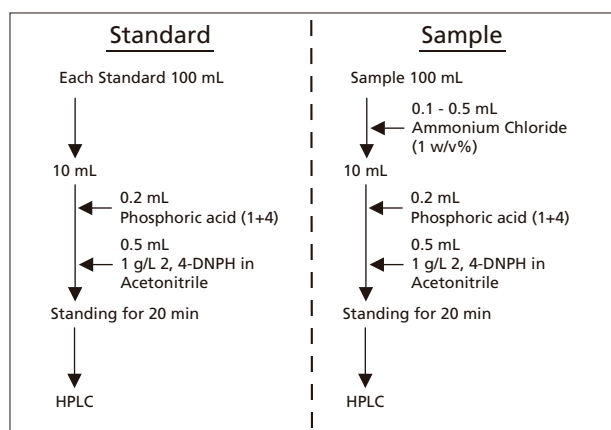 Standard
Each Standard 100 mL
10 mL
0.2 mL
Phosphoric acid (1+4)
0.5 mL
1 g/L 2, 4-DNPH in
Acetonitrile
Standing for 20 min
HPLC
Sample
Sample 100 mL
0.1 - 0.5 mL
Ammonium Chloride
(1 w/v%)
10 mL
0.2 mL
Phosphoric acid (1+4)
0.5 mL
1 g/L 2, 4-DNPH in
Acetonitrile
Standing for 20 min
HPLC